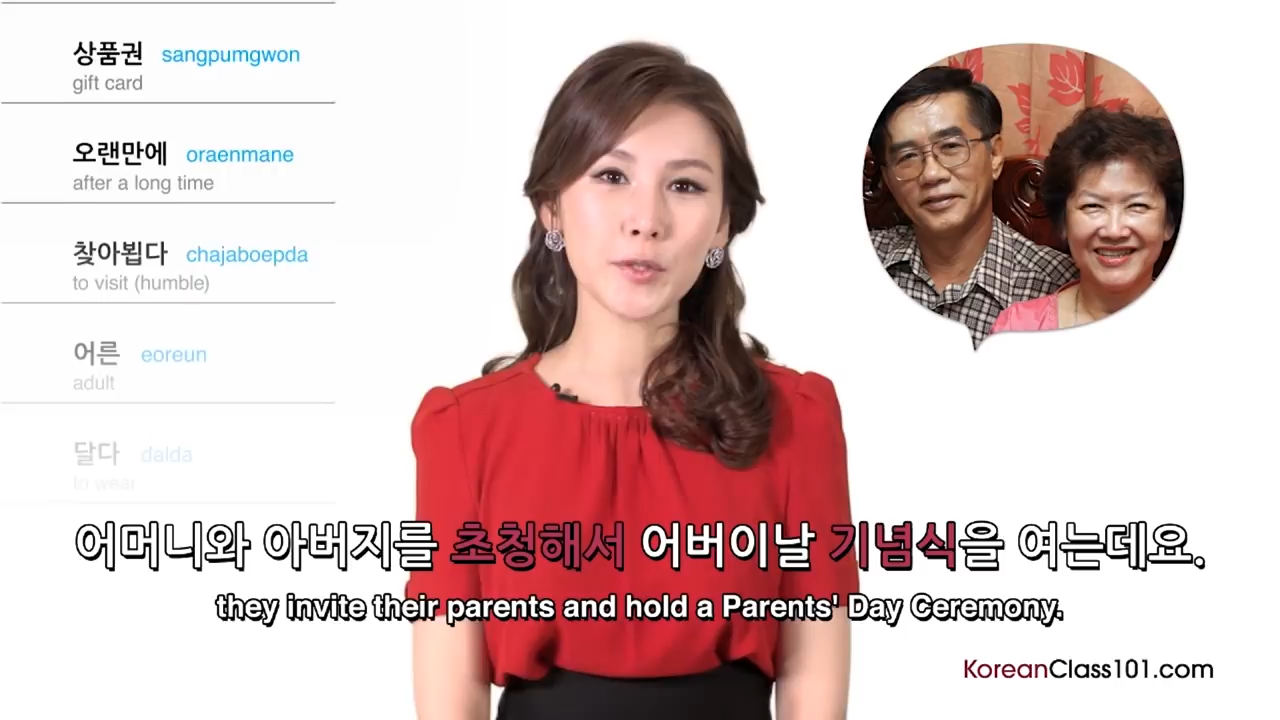 상품권 sangpumgwon
gift card
오랜만에 oraenmane
after a long time
찾아뵙다 chajaboepda
to visit (humble)
어른 eoreun
adult
달다 dalda
to wear
어머니와 아버지를 초청해서 어버이날 기념식을 여는데요.
they invite their parents and hold a Parents' Day Ceremony.
KoreanClass101.com